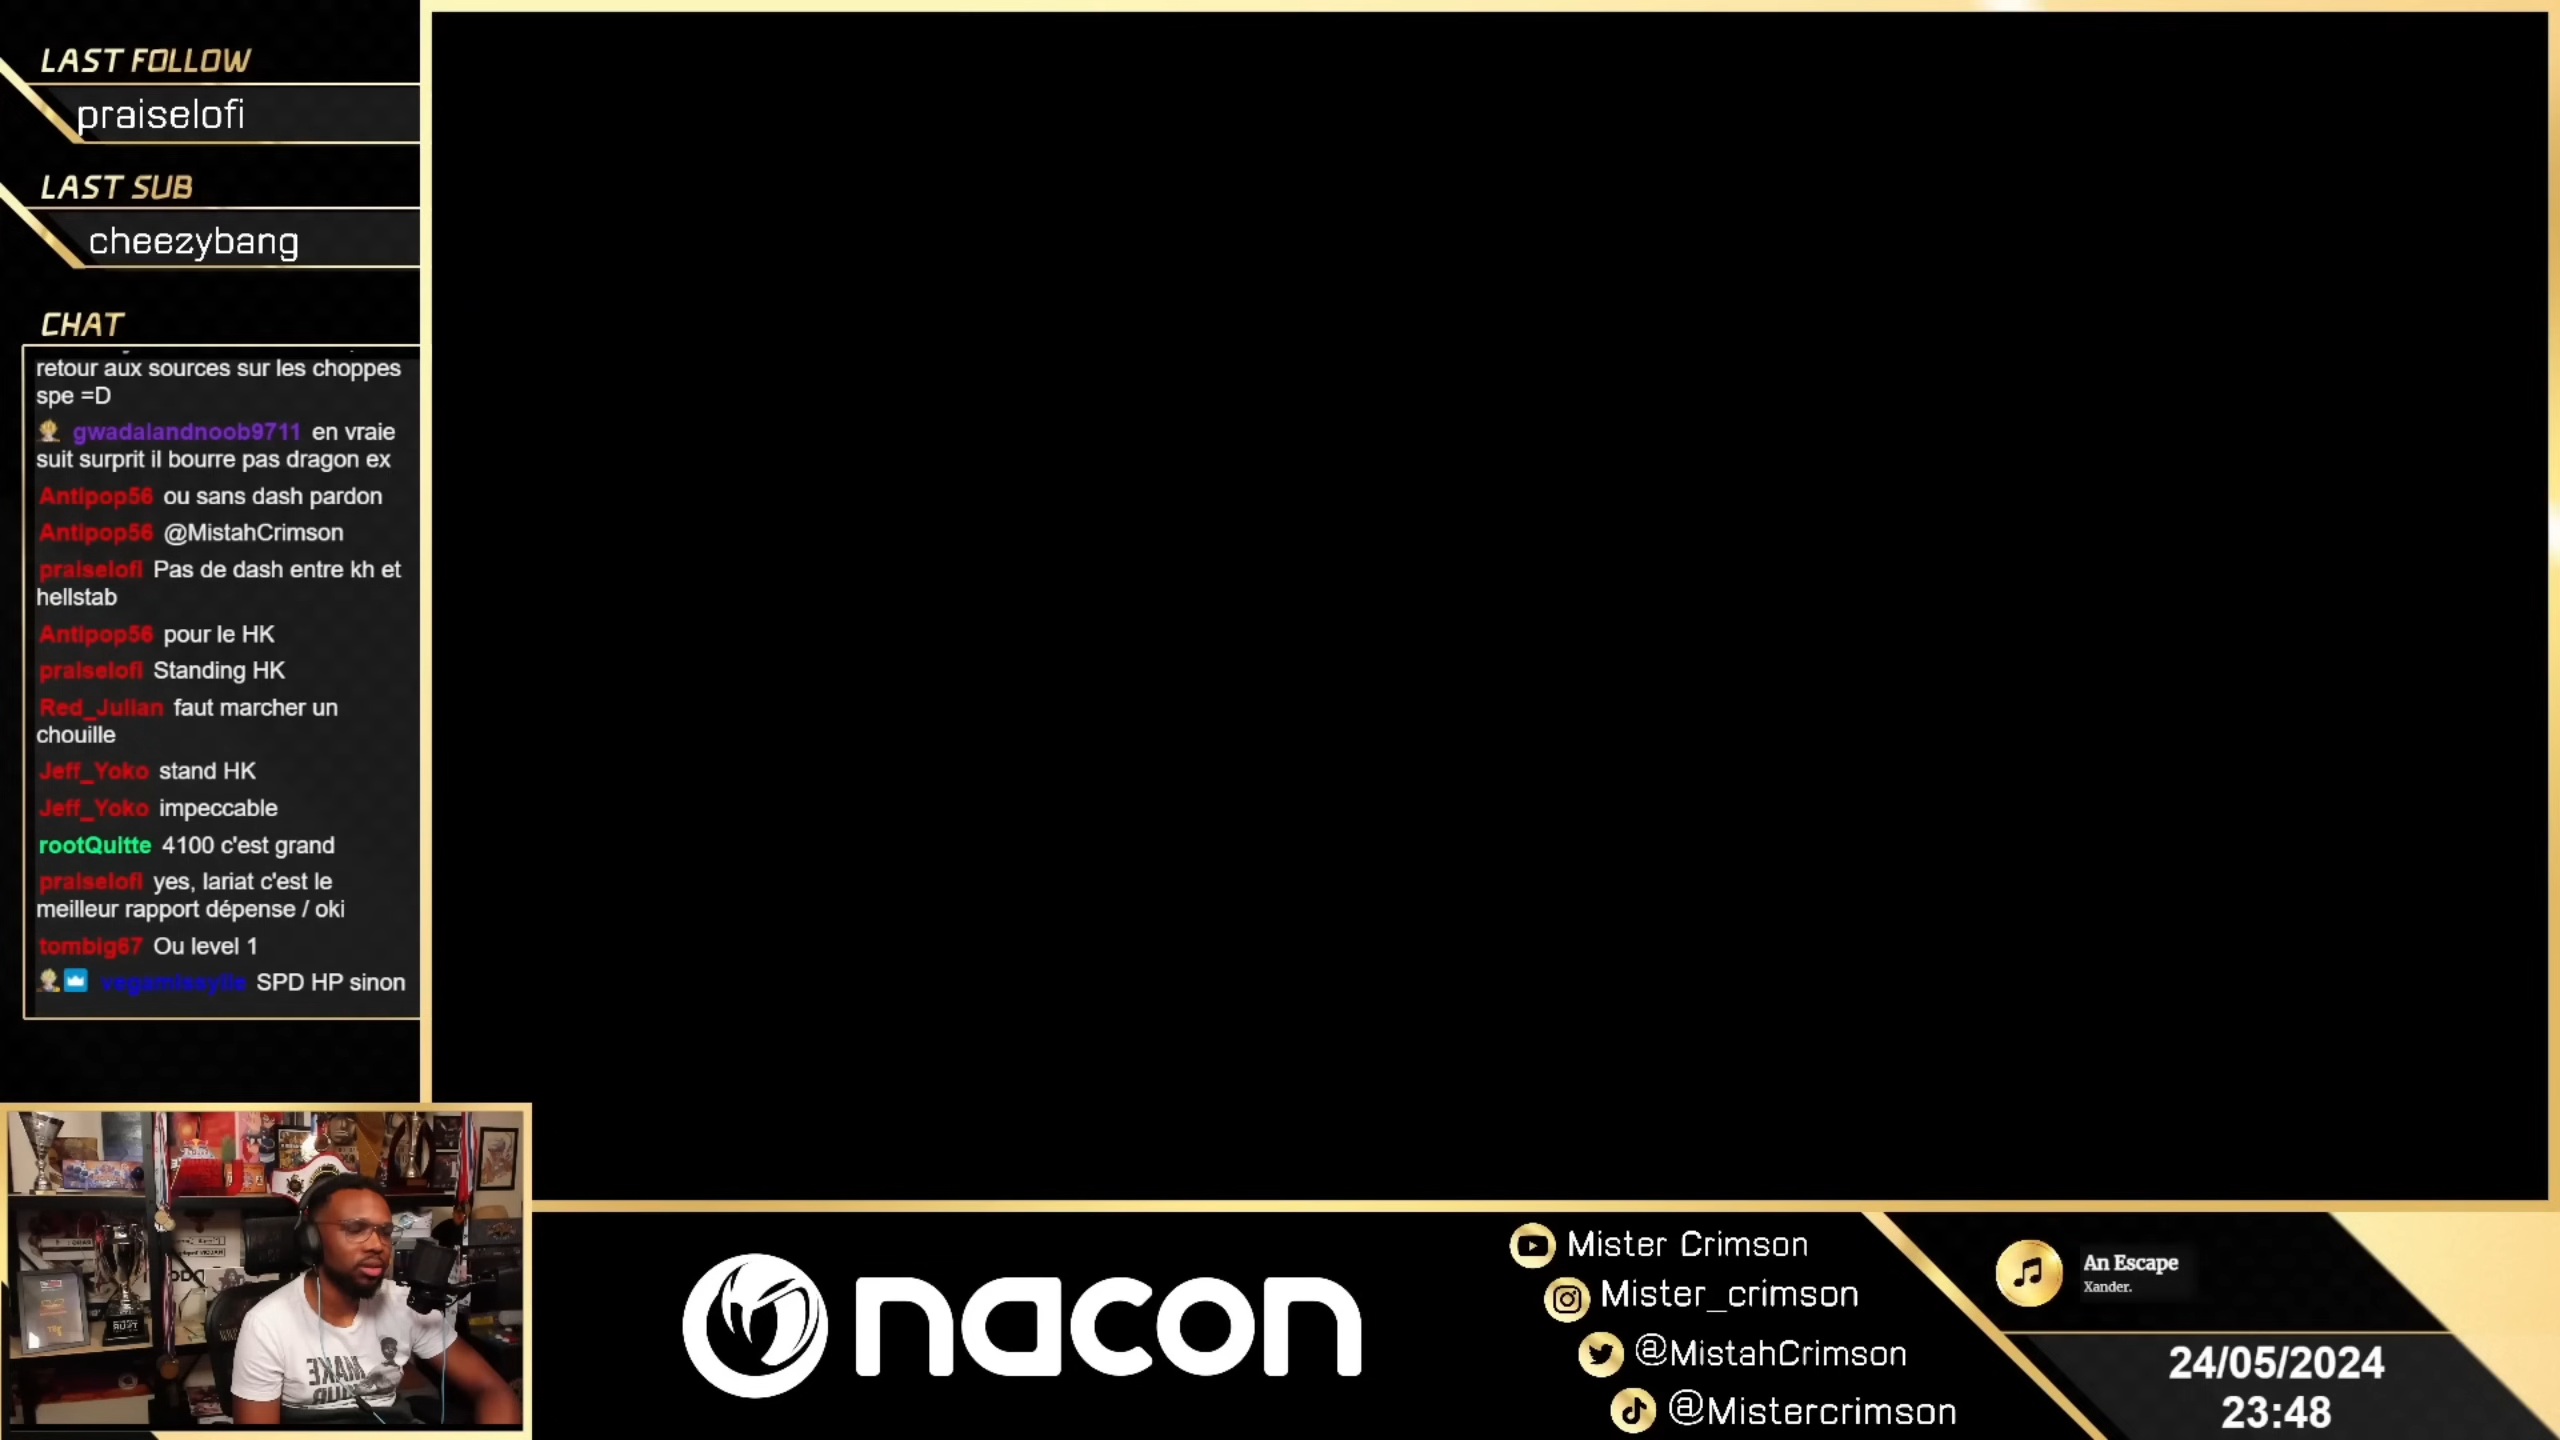 LAST FOLLOW
praiselofi
LAST SUB
cheezybang
CHAT
retour aux sources sur les choppes
spe =D
gwadalandnoob9711 en vraie
suit surprit il bourre pas dragon ex
Antipop56 ou sans dash pardon
Antipop56 @MistahCrimson
praiselofi Pas de dash entre kh et
hellstab
Antipop56 pour le HK
praiselofi Standing HK
Red_Julian faut marcher un
chouille
Jeff_Yoko stand HK
Jeff_Yoko impeccable
rootQuitte 4100 c'est grand
praiselofi yes, lariat c'est le
meilleur rapport dépense / oki
tombig67 Ou level 1
SPD HP sinon
MAKE
nacon
Mister Crimson
Mister_crimson
@MistahCrimson
@Mistercrimson
An Escape
Xander.
24/05/2024
23:48